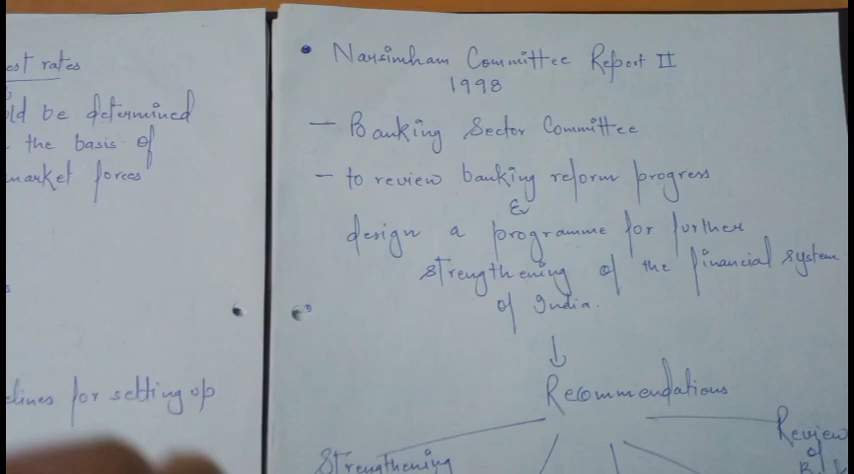 est rates
ld be determined
the basis of
market forces
s
elines for setting up
• Narsimham Committee Report II
1998
— Banking Sector Committee
— to review banking reform progress
&
design a programme for further
strengthening of the financial system
of India.
↓
Recommendations
Strengthening
Review
of